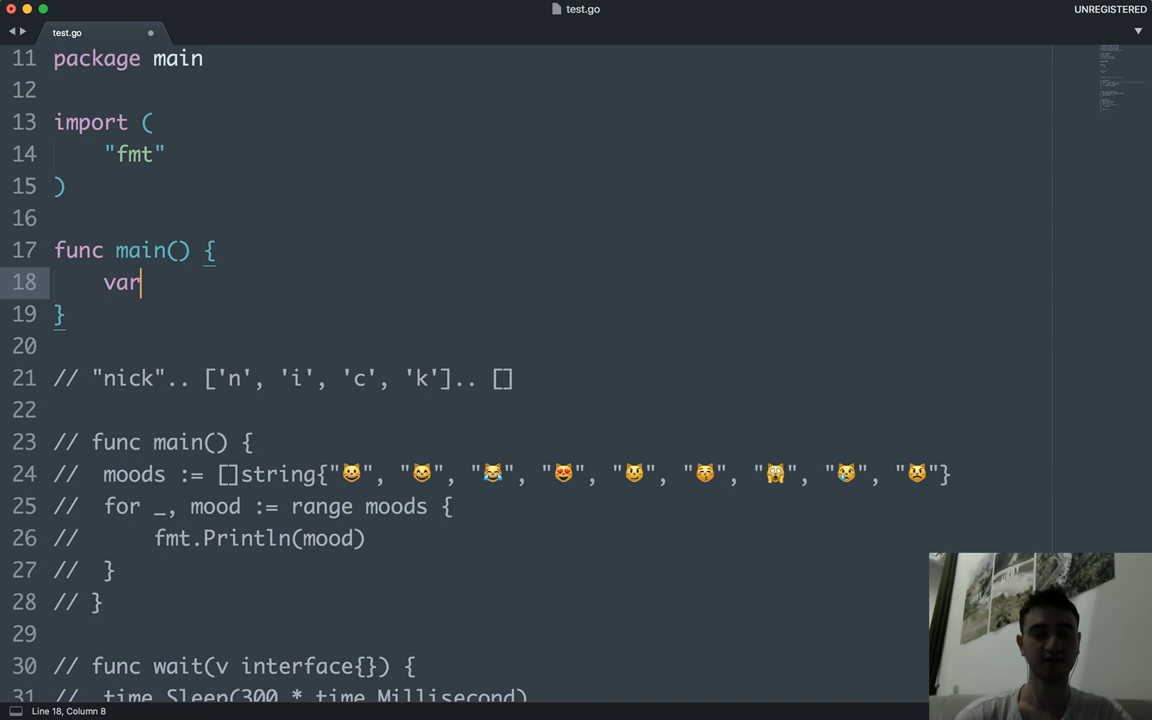 test.go
UNREGISTERED
test.go
11 package main
12
13 import (
14 "fmt"
15 )
16
17 func main() {
18 var
19 }
20
21 // "nick".. ['n', 'i', 'c', 'k'].. []
22
23 // func main() {
24 // moods := []string{"😺", "😸", "😹", "😻", "😼", "😽", "🙀", "😿", "😾"}
25 // for _, mood := range moods {
26 // fmt.Println(mood)
27 // }
28 // }
29
30 // func wait(v interface{}) {
31 // time.Sleep(300 * time.Millisecond)
Line 18, Column 8